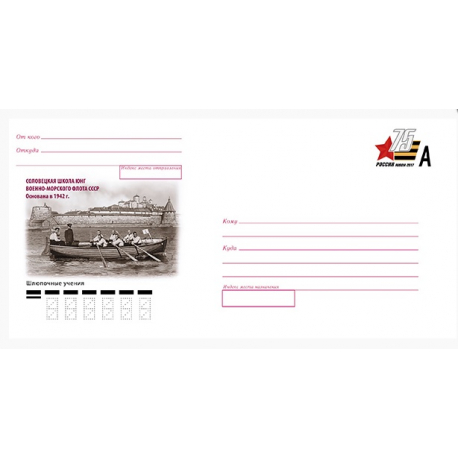 От кого
Откуда
Индекс места отправления
СОЛОВЕЦКАЯ ШКОЛА ЮНГ
ВОЕННО-МОРСКОГО ФЛОТА СССР
Основана в 1942 г.
Шлюпочные учения
75
РОССИЯ МАРКА 2017
А
Кому
Куда
Индекс места назначения